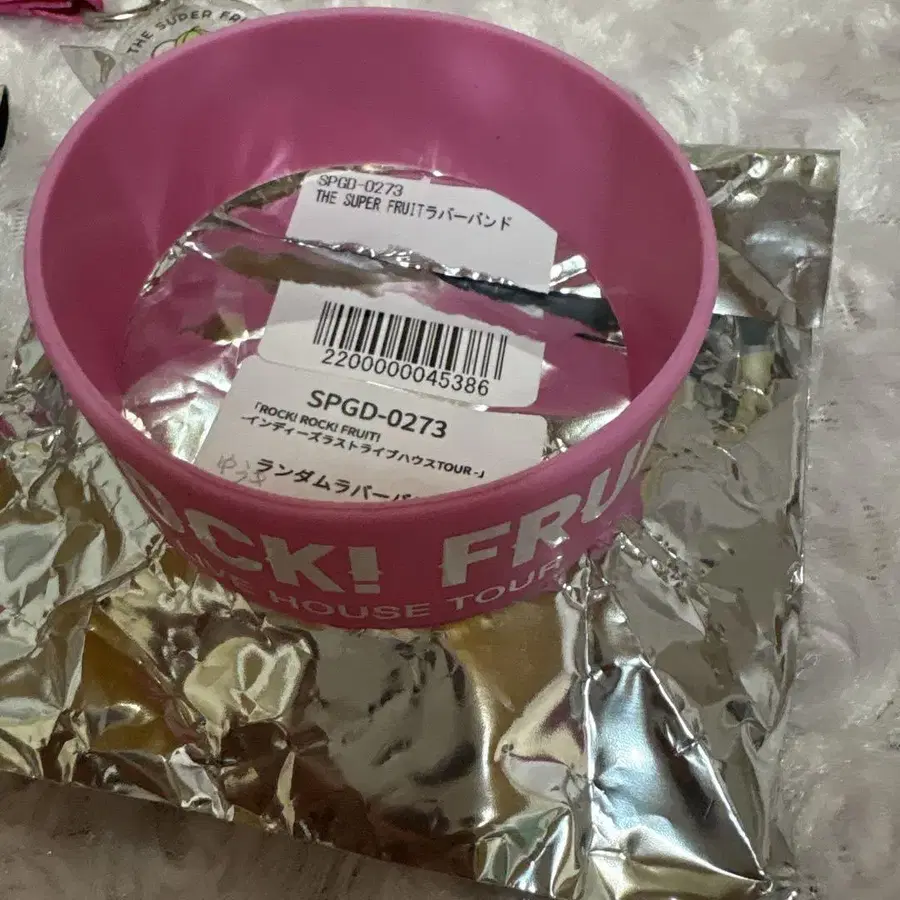 THE SUPER FRU
SPGD-0273
THE SUPER FRUITラバーバンド
2200000045386
SPGD-0273
「ROCK! ROCK! FRUIT!
-インディーズラストライブハウスTOUR-」
ランダムラバーバ
OCK! FRUI
IVE HOUSE TOUR